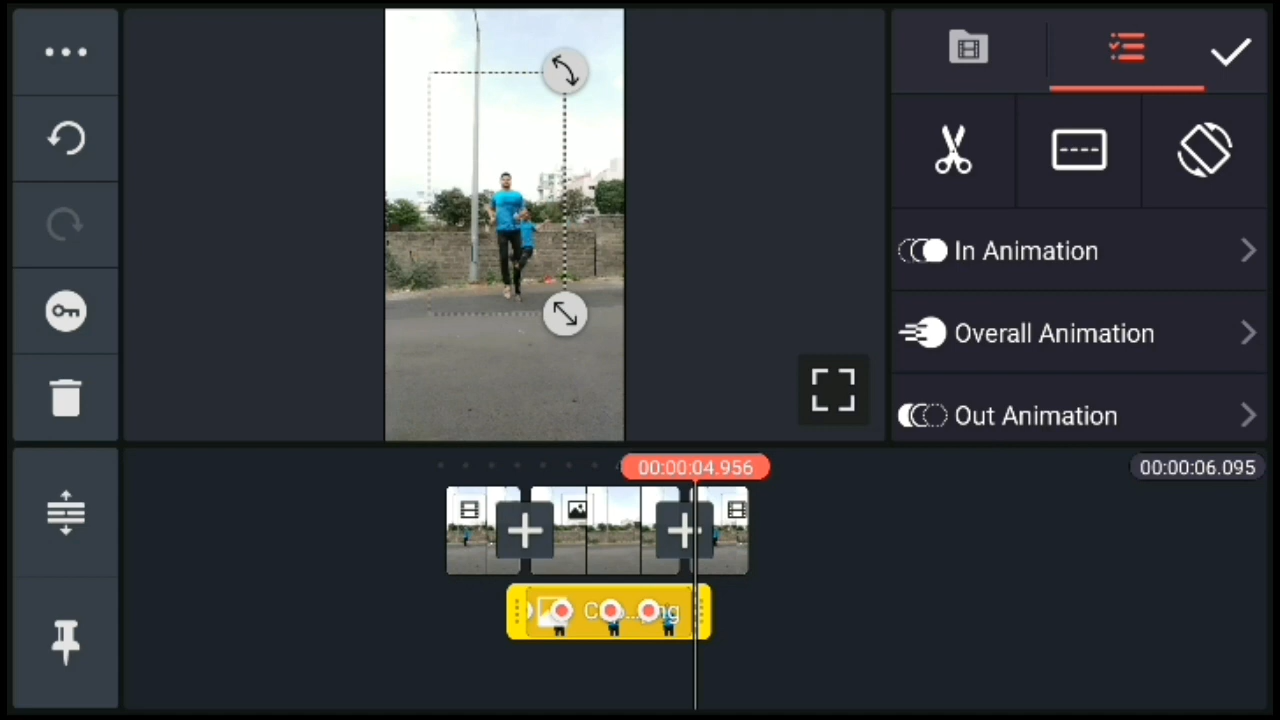 In Animation
Overall Animation
Out Animation
00:00:04.956
00:00:06.095